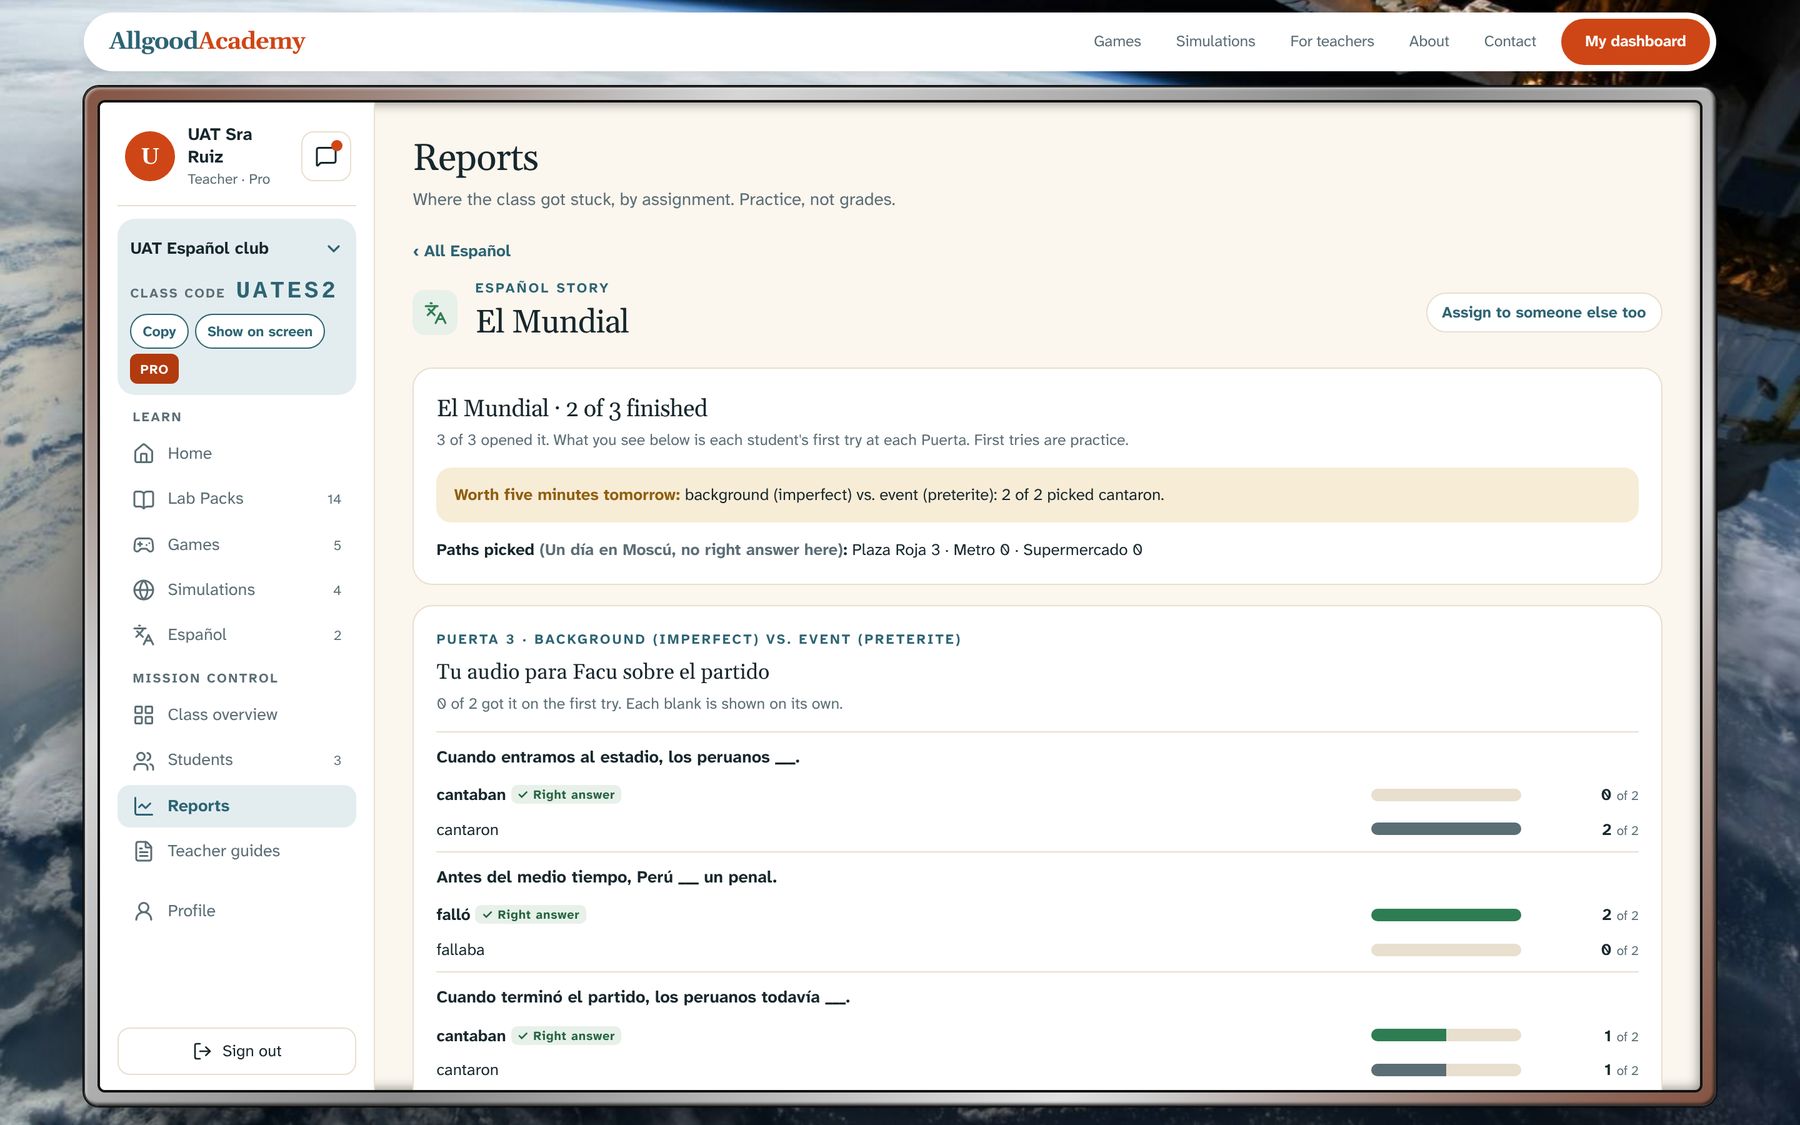 AllgoodAcademy
Games
Simulations
For teachers
About
Contact
My dashboard
U
UAT Sra
Ruiz
Teacher · Pro
UAT Español club
CLASS CODE UATES2
Copy
Show on screen
PRO
LEARN
Home
Lab Packs 14
Games 5
Simulations 4
Español 2
MISSION CONTROL
Class overview
Students 3
Reports
Teacher guides
Profile
Sign out
Reports
Where the class got stuck, by assignment. Practice, not grades.
‹ All Español
ESPAÑOL STORY
El Mundial
Assign to someone else too
El Mundial · 2 of 3 finished
3 of 3 opened it. What you see below is each student's first try at each Puerta. First tries are practice.
Worth five minutes tomorrow: background (imperfect) vs. event (preterite): 2 of 2 picked cantaron.
Paths picked (Un día en Moscú, no right answer here): Plaza Roja 3 · Metro 0 · Supermercado 0
PUERTA 3 · BACKGROUND (IMPERFECT) VS. EVENT (PRETERITE)
Tu audio para Facu sobre el partido
0 of 2 got it on the first try. Each blank is shown on its own.
Cuando entramos al estadio, los peruanos __.
cantaban ✓ Right answer 0 of 2
cantaron 2 of 2
Antes del medio tiempo, Perú __ un penal.
falló ✓ Right answer 2 of 2
fallaba 0 of 2
Cuando terminó el partido, los peruanos todavía __.
cantaban ✓ Right answer 1 of 2
cantaron 1 of 2